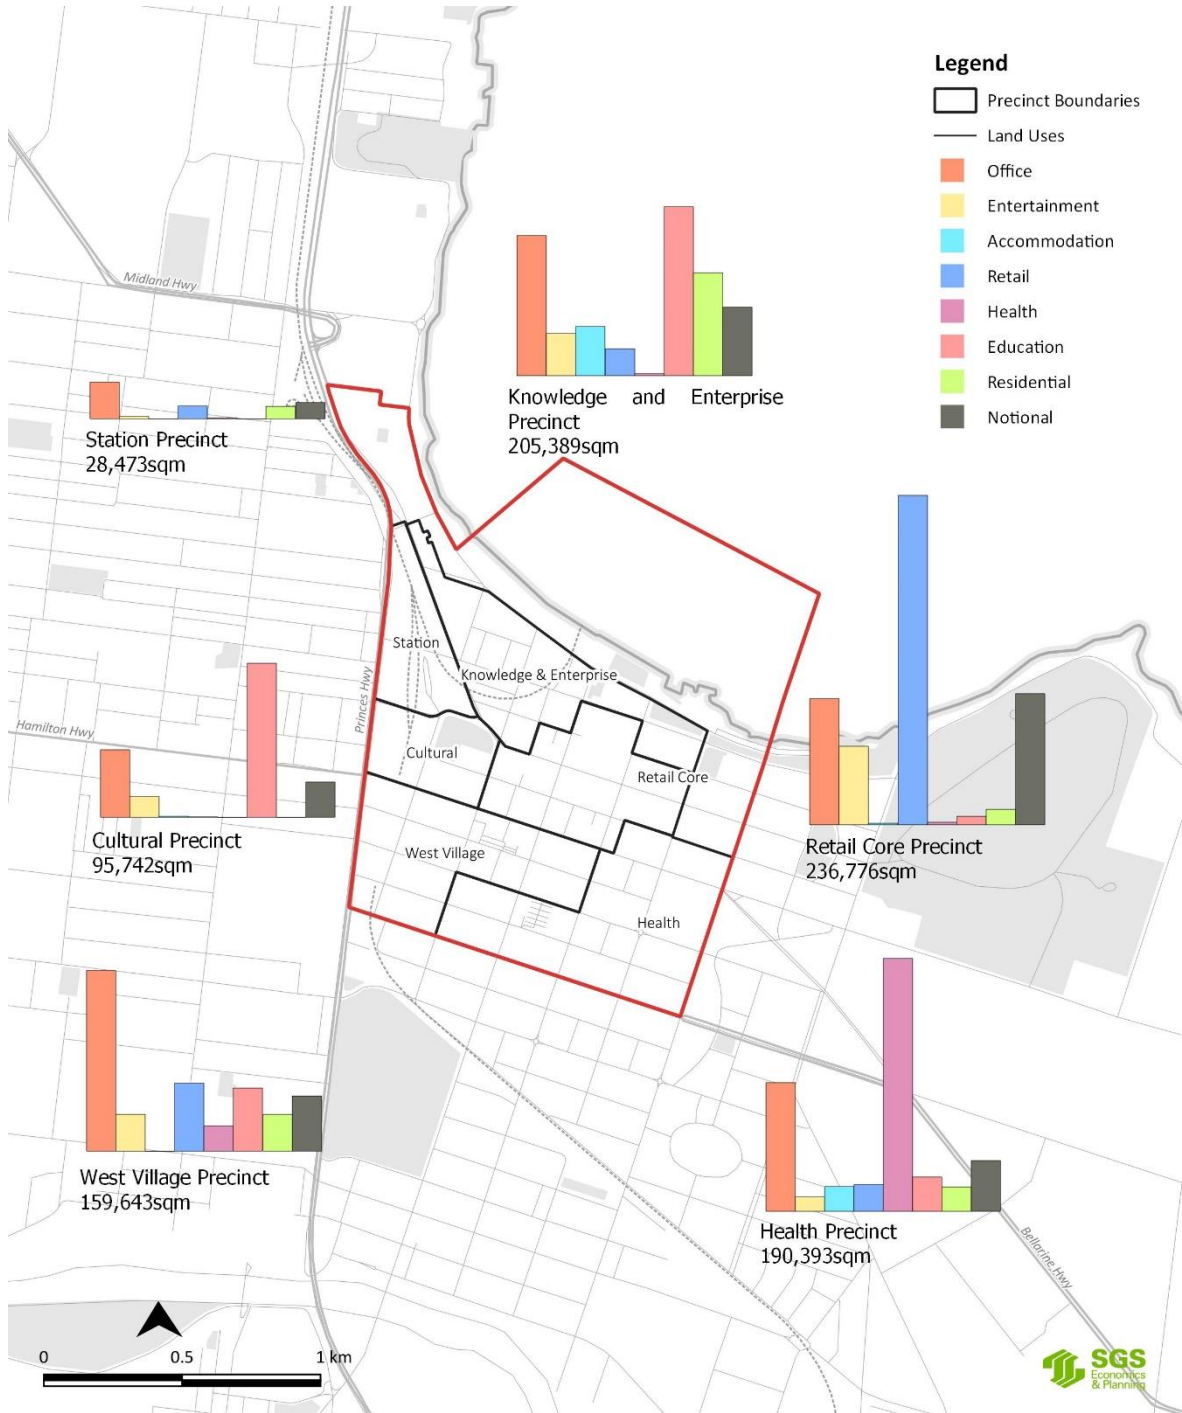 Legend
Precinct Boundaries
Land Uses
Office
Entertainment
Accommodation
Retail
Health
Education
Residential
Notional
Midland Hwy
Knowledge and Enterprise
Precinct
205,389sqm
Station Precinct
28,473sqm
Station
Knowledge & Enterprise
Princes Hwy
Hamilton Hwy
Cultural
Retail Core
Cultural Precinct
95,742sqm
Retail Core Precinct
236,776sqm
West Village
Health
West Village Precinct
159,643sqm
Health Precinct
190,393sqm
Bellarine Hwy
0 0.5 1 km
SGS
Economics
& Planning